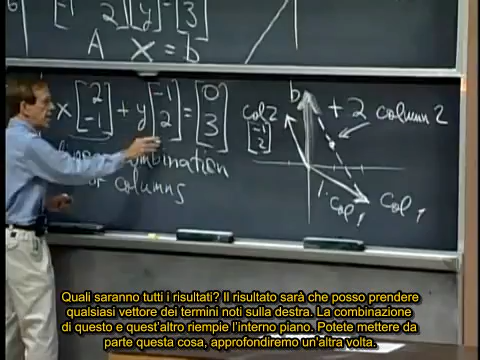 A X = b
x [2 -1] + y [-1 2] = [0 3]
linear combination
of columns
b
+ 2 column 2
col 2
[-1 2]
1. col 1
col 1
Quali saranno tutti i risultati? Il risultato sarà che posso prendere
qualsiasi vettore dei termini noti sulla destra. La combinazione
di questo e quest'altro riempie l'interno piano. Potete mettere da
parte questa cosa, approfondiremo un'altra volta.